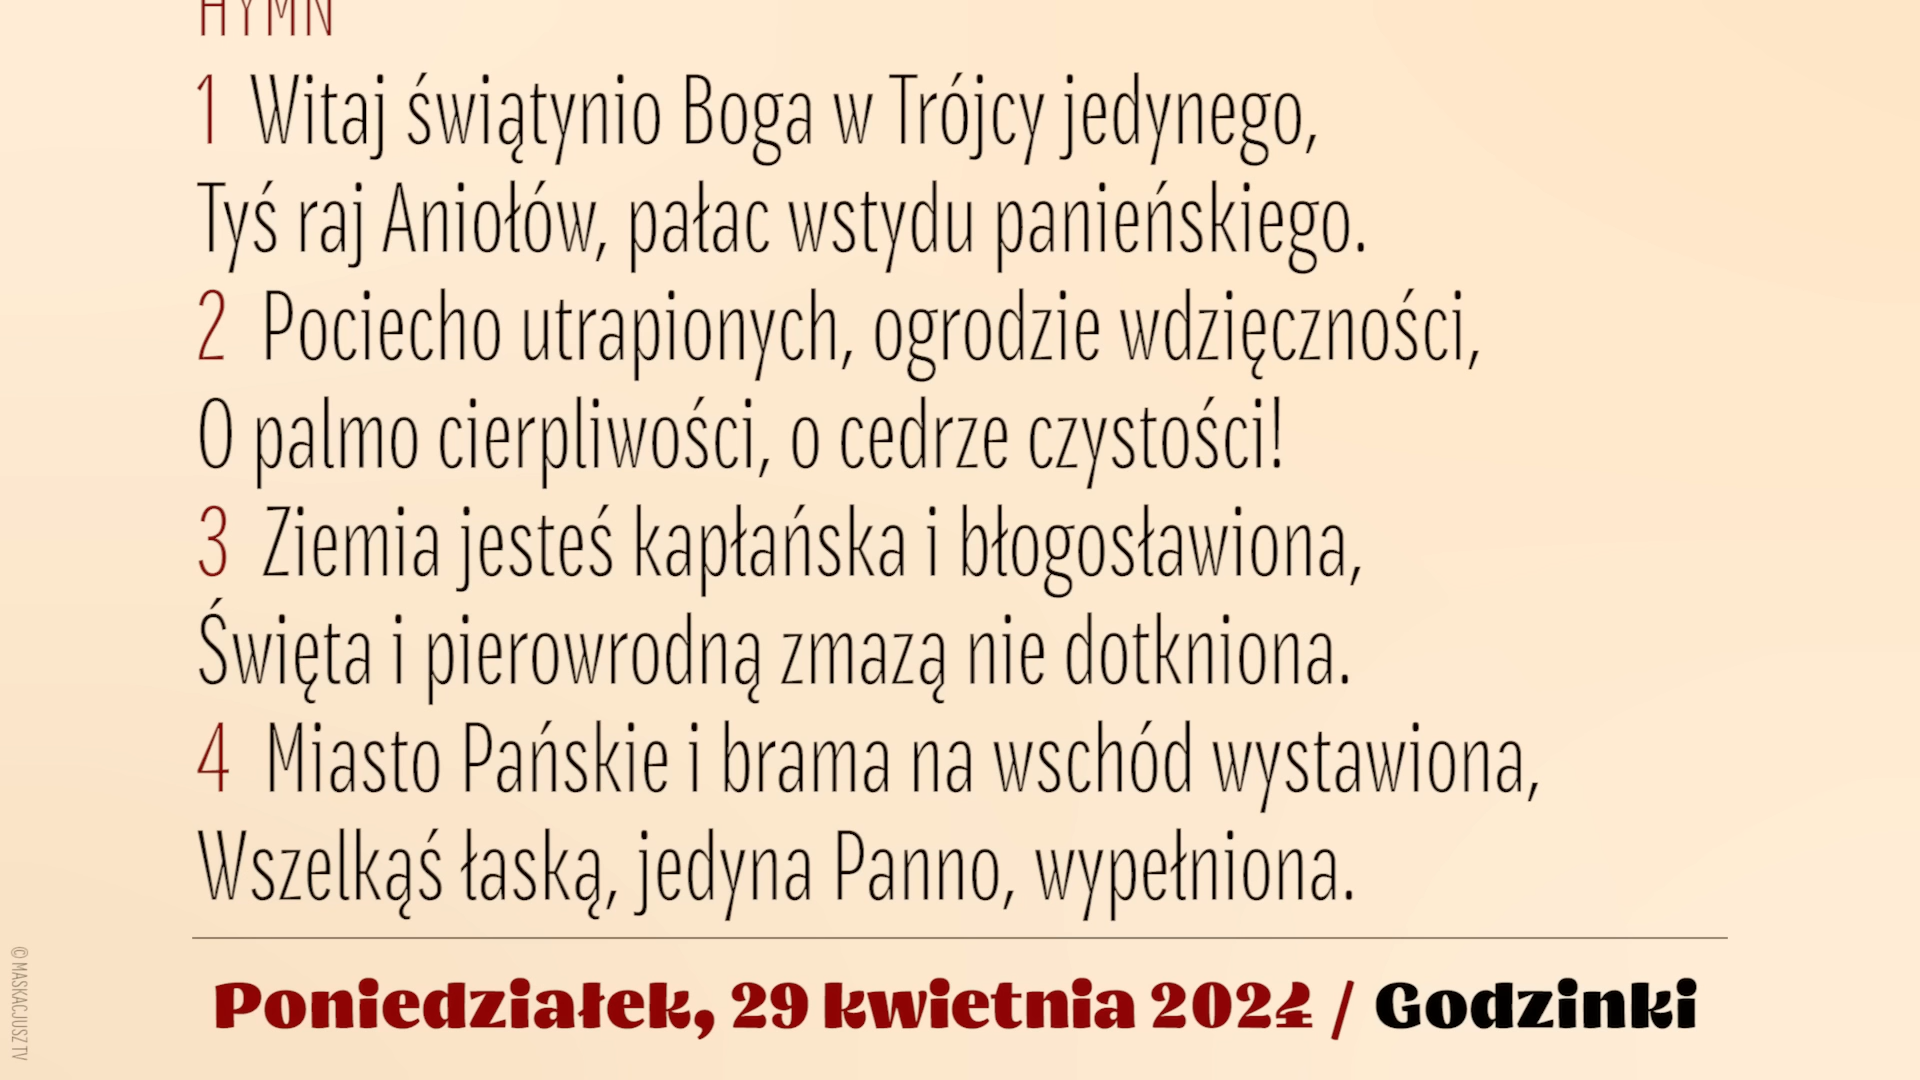 HYMN
1 Witaj świątynio Boga w Trójcy jedynego,
Tyś raj Aniołów, pałac wstydu panieńskiego.
2 Pociecho utrapionych, ogrodzie wdzięczności,
O palmo cierpliwości, o cedrze czystości!
3 Ziemia jesteś kapłańska i błogosławiona,
Święta i pierowrodną zmazą nie dotkniona.
4 Miasto Pańskie i brama na wschód wystawiona,
Wszelkąś łaską, jedyna Panno, wypełniona.
Poniedziałek, 29 kwietnia 2024 / Godzinki
© MASKACJUSZ TV